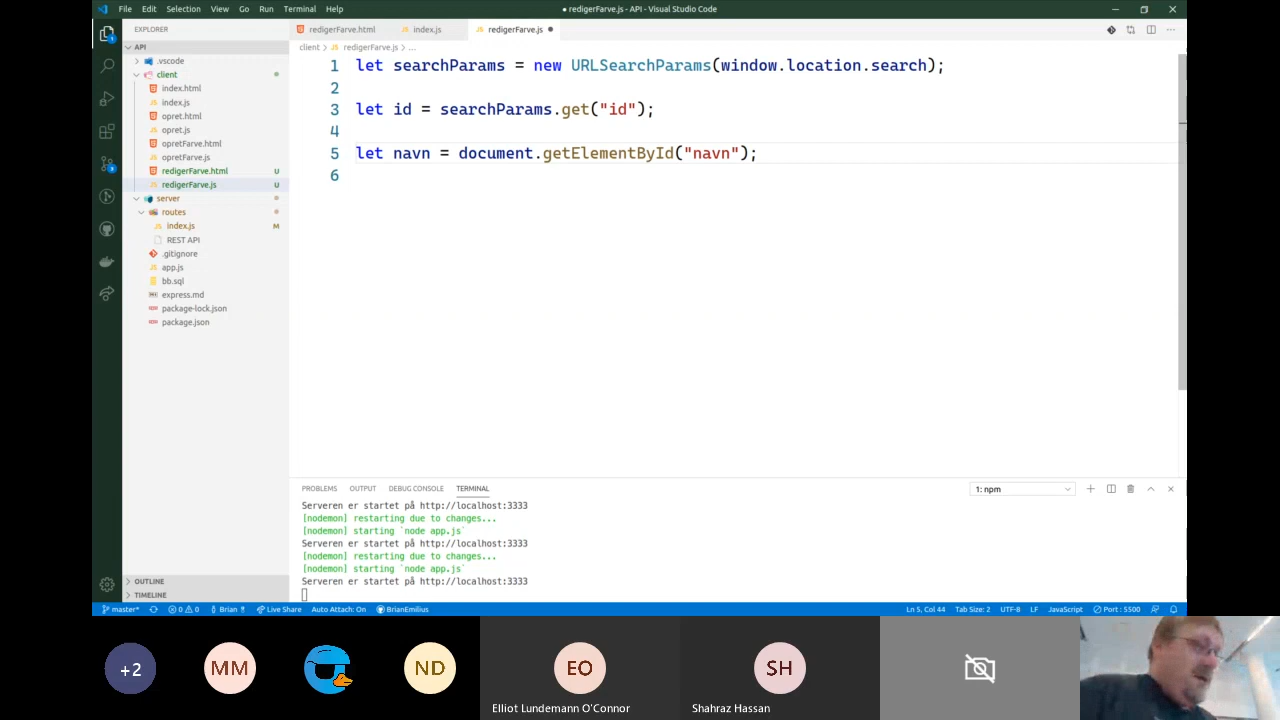 File Edit Selection View Go Run Terminal Help
● redigerFarve.js - API - Visual Studio Code
EXPLORER
API
.vscode
client
index.html
index.js
opret.html
opret.js
opretFarve.html
opretFarve.js
redigerFarve.html U
redigerFarve.js U
server
routes
index.js M
REST API
.gitignore
app.js
bb.sql
express.md
package-lock.json
package.json
OUTLINE
TIMELINE
redigerFarve.html index.js redigerFarve.js ●
client > redigerFarve.js > ...
1 let searchParams = new URLSearchParams(window.location.search);
2
3 let id = searchParams.get("id");
4
5 let navn = document.getElementById("navn");
6
PROBLEMS OUTPUT DEBUG CONSOLE TERMINAL
1: npm
Serveren er startet på http://localhost:3333
[nodemon] restarting due to changes...
[nodemon] starting `node app.js`
Serveren er startet på http://localhost:3333
[nodemon] restarting due to changes...
[nodemon] starting `node app.js`
Serveren er startet på http://localhost:3333
master* 0 0 Brian Live Share Auto Attach: On BrianEmilius
Ln 5, Col 44 Tab Size: 2 UTF-8 LF JavaScript Port : 5500
+2
MM
ND
EO
SH
Elliot Lundemann O'Connor
Shahraz Hassan